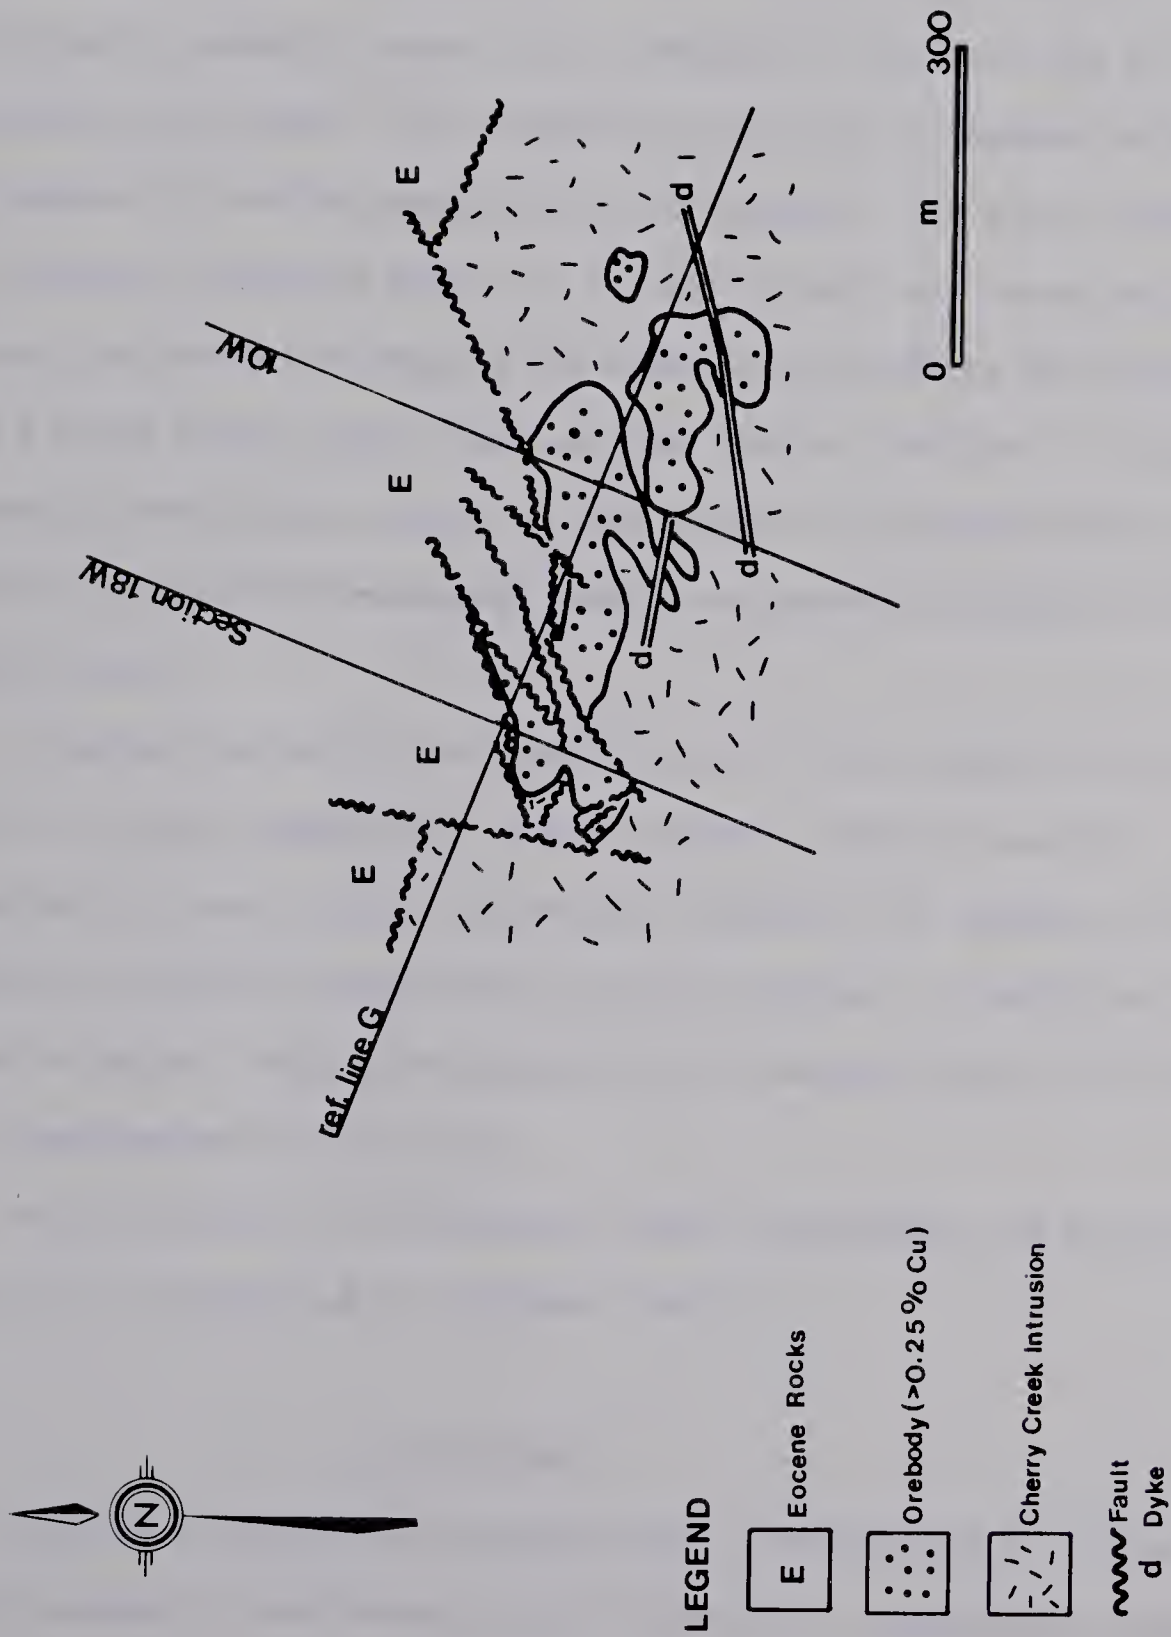 N
Section 18W
10W
ref. line G
E
E
E
E
d
d
d
0 m 300
LEGEND
E Eocene Rocks
Orebody (>0.25% Cu)
Cherry Creek Intrusion
Fault
d Dyke